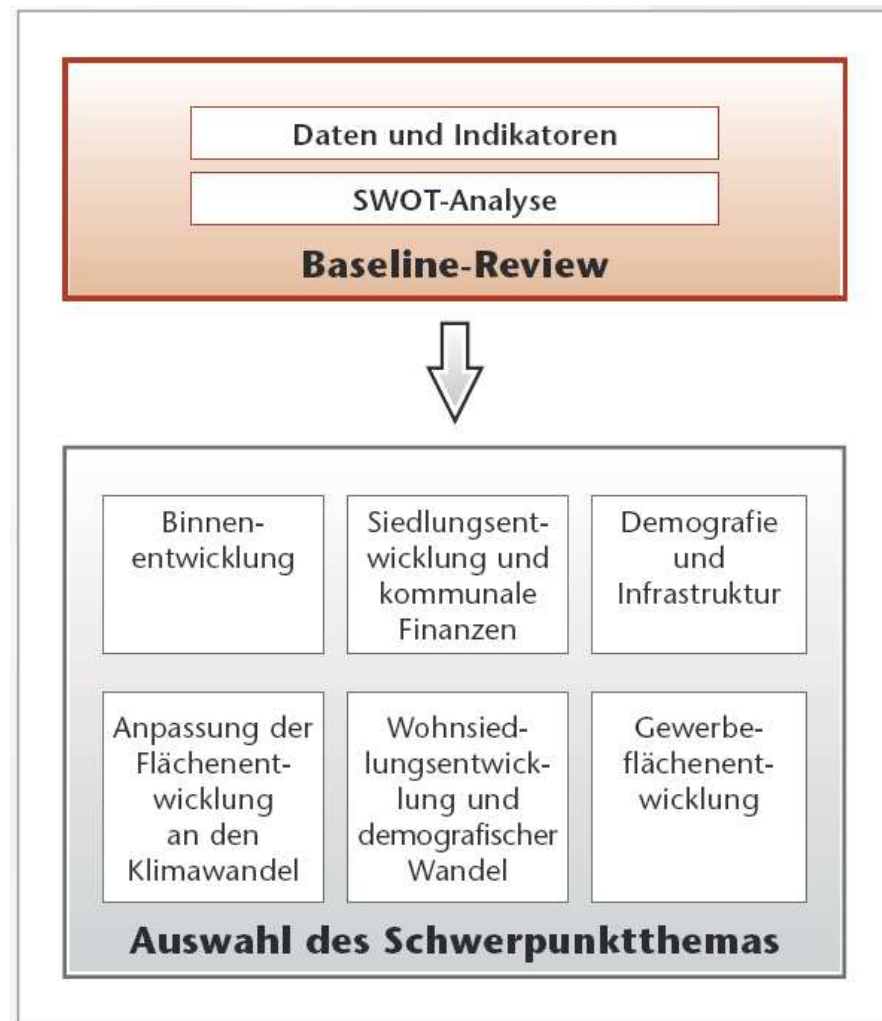 Daten und Indikatoren
SWOT-Analyse
Baseline-Review
Binnen-
entwicklung
Siedlungsent-
wicklung und
kommunale
Finanzen
Demografie
und
Infrastruktur
Anpassung der
Flächenent-
wicklung
an den
Klimawandel
Wohnsied-
lungsentwick-
lung und
demografischer
Wandel
Gewerbe-
flächenent-
wicklung
Auswahl des Schwerpunktthemas